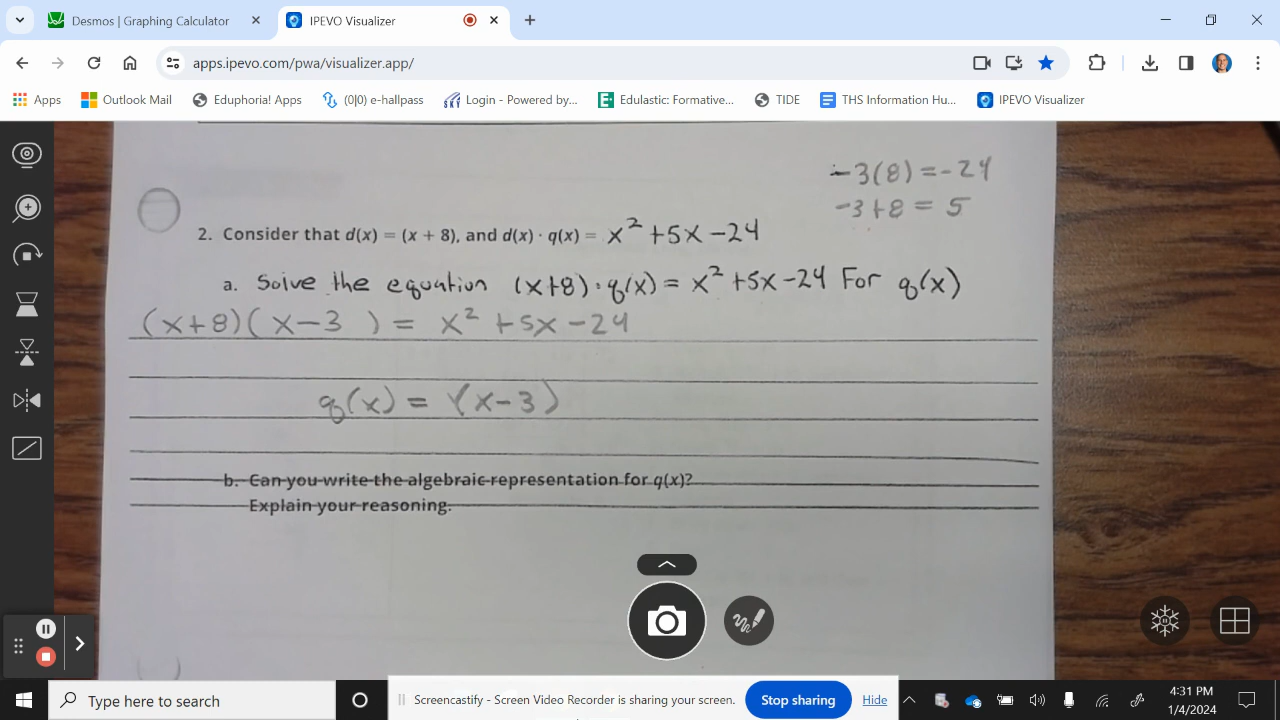 Desmos | Graphing Calculator
IPEVO Visualizer
apps.ipevo.com/pwa/visualizer.app/
Apps
Outlook Mail
Eduphoria! Apps
(0|0) e-hallpass
Login - Powered by...
Edulastic: Formative...
TIDE
THS Information Hu...
IPEVO Visualizer
-3(8) = -24
-3+8 = 5
2. Consider that d(x) = (x + 8), and d(x) · q(x) = x² +5x -24
a. Solve the equation (x+8) · q(x) = x² +5x -24 For q(x)
(x+8)(x-3 ) = x² +5x -24
q(x) = (x-3)
b. Can you write the algebraic representation for q(x)?
Explain your reasoning.
Screencastify - Screen Video Recorder is sharing your screen.
Stop sharing
Hide
Type here to search
4:31 PM
1/4/2024